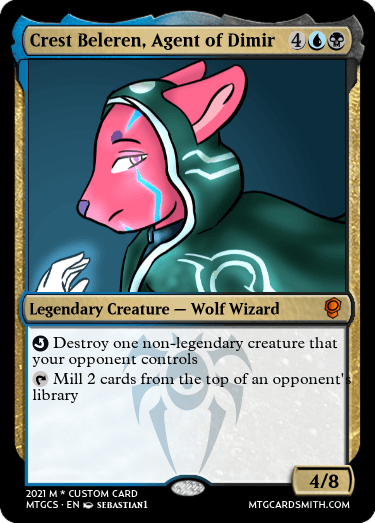 Crest Beleren, Agent of Dimir 4
Legendary Creature — Wolf Wizard
Destroy one non-legendary creature that
your opponent controls
Mill 2 cards from the top of an opponent's
library
4/8
2021 M * CUSTOM CARD
MTGCS · EN SEBASTIAN1
MTGCARDSMITH.COM